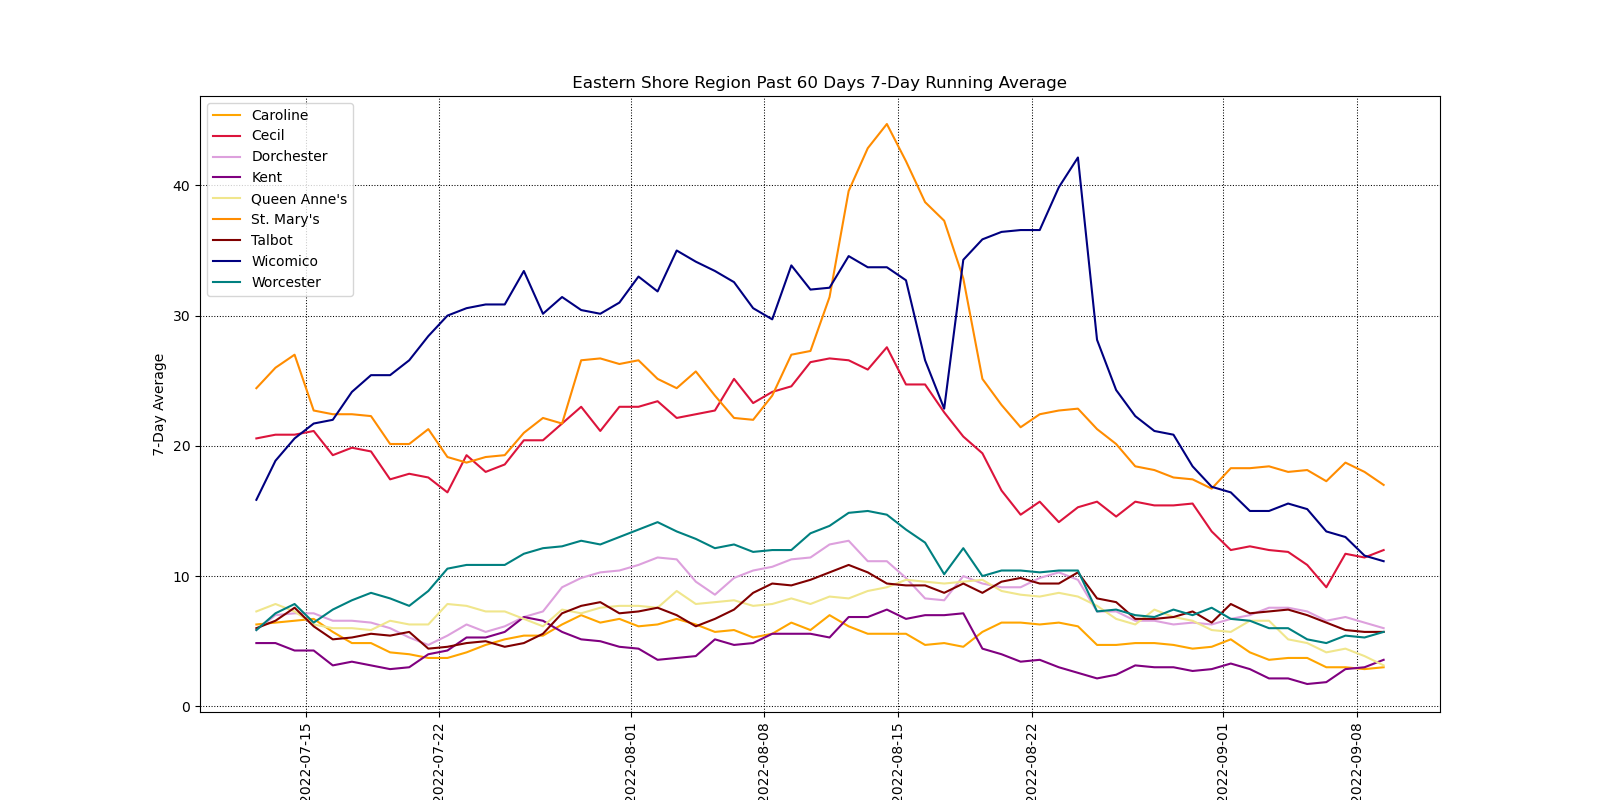 Eastern Shore Region Past 60 Days 7-Day Running Average
Caroline
Cecil
Dorchester
Kent
Queen Anne's
St. Mary's
Talbot
Wicomico
Worcester
7-Day Average
40
30
20
10
0
2022-07-15
2022-07-22
2022-08-01
2022-08-08
2022-08-15
2022-08-22
2022-09-01
2022-09-08